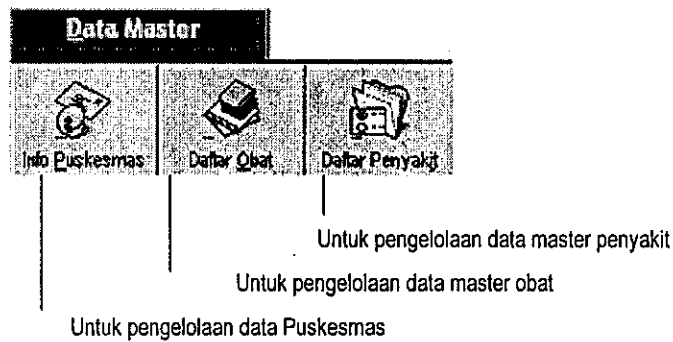 Data Master
Info Puskesmas
Daftar Obat
Daftar Penyakit
Untuk pengelolaan data master penyakit
Untuk pengelolaan data master obat
Untuk pengelolaan data Puskesmas